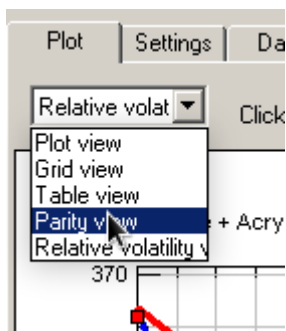 Plot Settings Da
Relative volat Click
Plot view
Grid view
Table view
Parity view + Acry
Relative volatility v
370